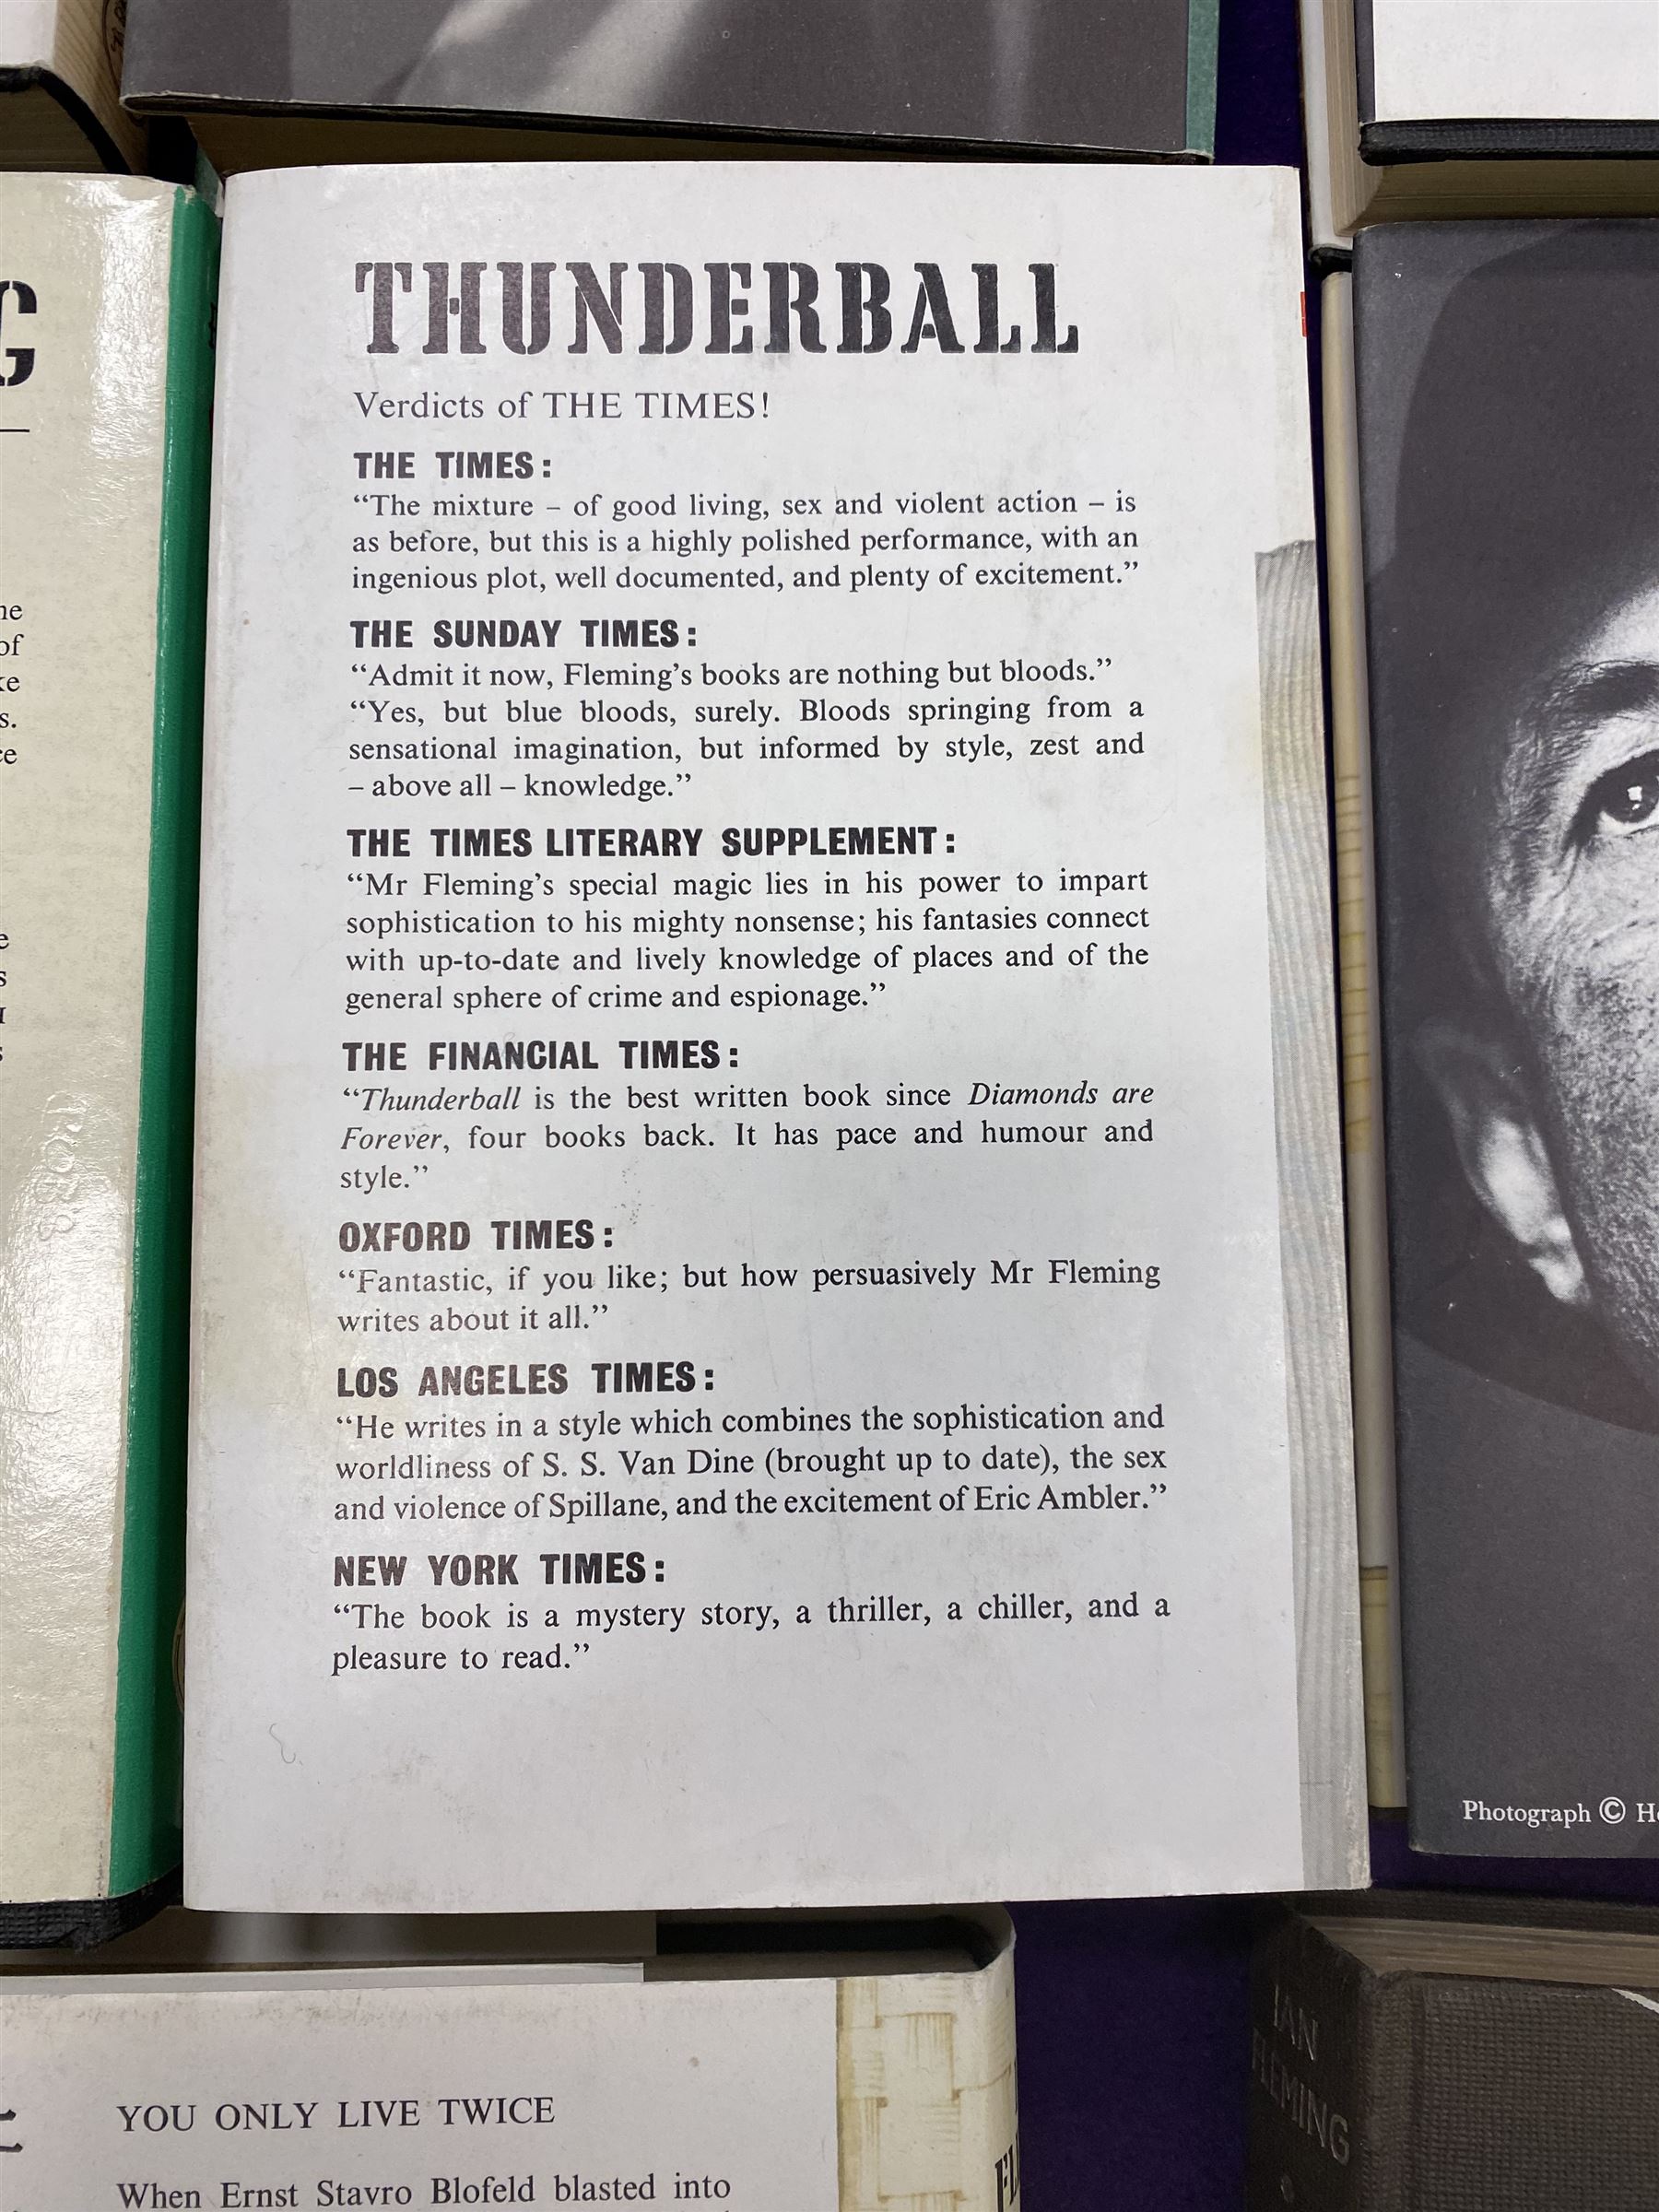 THUNDERBALL
Verdicts of THE TIMES!
THE TIMES:
“The mixture – of good living, sex and violent action – is
as before, but this is a highly polished performance, with an
ingenious plot, well documented, and plenty of excitement.”
THE SUNDAY TIMES:
“Admit it now, Fleming’s books are nothing but bloods.”
“Yes, but blue bloods, surely. Bloods springing from a
sensational imagination, but informed by style, zest and
– above all – knowledge.”
THE TIMES LITERARY SUPPLEMENT:
“Mr Fleming’s special magic lies in his power to impart
sophistication to his mighty nonsense; his fantasies connect
with up-to-date and lively knowledge of places and of the
general sphere of crime and espionage.”
THE FINANCIAL TIMES:
“Thunderball is the best written book since Diamonds are
Forever, four books back. It has pace and humour and
style.”
OXFORD TIMES:
“Fantastic, if you like; but how persuasively Mr Fleming
writes about it all.”
LOS ANGELES TIMES:
“He writes in a style which combines the sophistication and
worldliness of S. S. Van Dine (brought up to date), the sex
and violence of Spillane, and the excitement of Eric Ambler.”
NEW YORK TIMES:
“The book is a mystery story, a thriller, a chiller, and a
pleasure to read.”
Photograph ©
YOU ONLY LIVE TWICE
When Ernst Stavro Blofeld blasted into
IAN
FLEMING